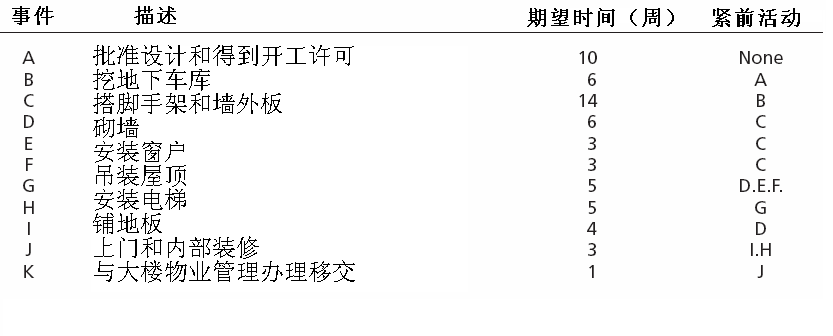 事件 描述 期望时间（周） 紧前活动
A 批准设计和得到开工许可 10 None
B 挖地下车库 6 A
C 搭脚手架和墙外板 14 B
D 砌墙 6 C
E 安装窗户 3 C
F 吊装屋顶 3 C
G 安装电梯 5 D.E.F.
H 铺地板 5 G
I 上门和内部装修 4 D
J 与大楼物业管理办理移交 3 I.H
K 1 J